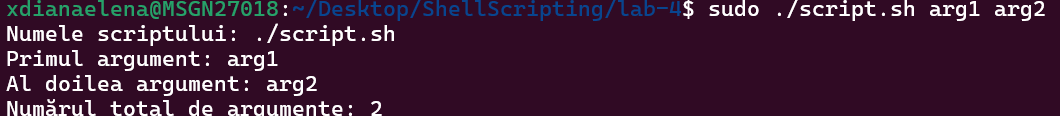 xdianaelena@MSGN27018:~/Desktop/ShellScripting/lab-4$ sudo ./script.sh arg1 arg2
Numele scriptului: ./script.sh
Primul argument: arg1
Al doilea argument: arg2
Numărul total de argumente: 2